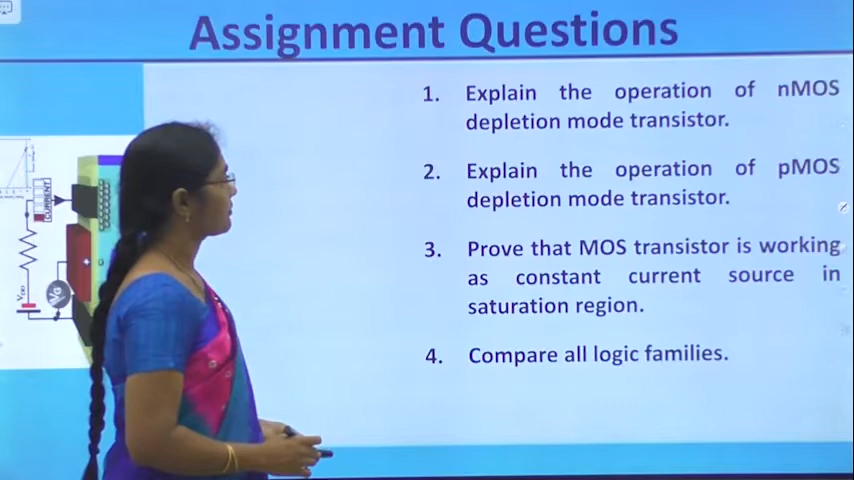 Assignment Questions
1. Explain the operation of nMOS
depletion mode transistor.
2. Explain the operation of pMOS
depletion mode transistor.
3. Prove that MOS transistor is working
as constant current source in
saturation region.
4. Compare all logic families.
CURRENT
VDD
VG